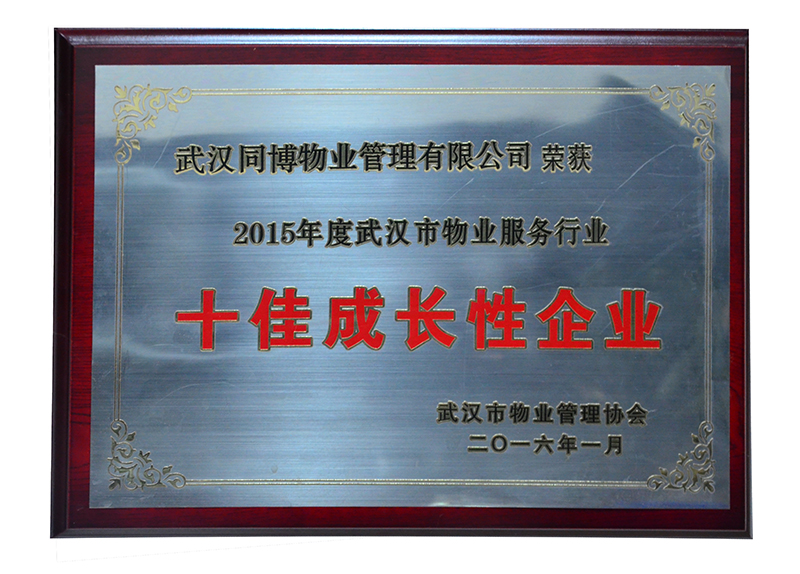 武汉同博物业管理有限公司 荣获
2015年度武汉市物业服务行业
十佳成长性企业
武汉市物业管理协会
二〇一六年一月